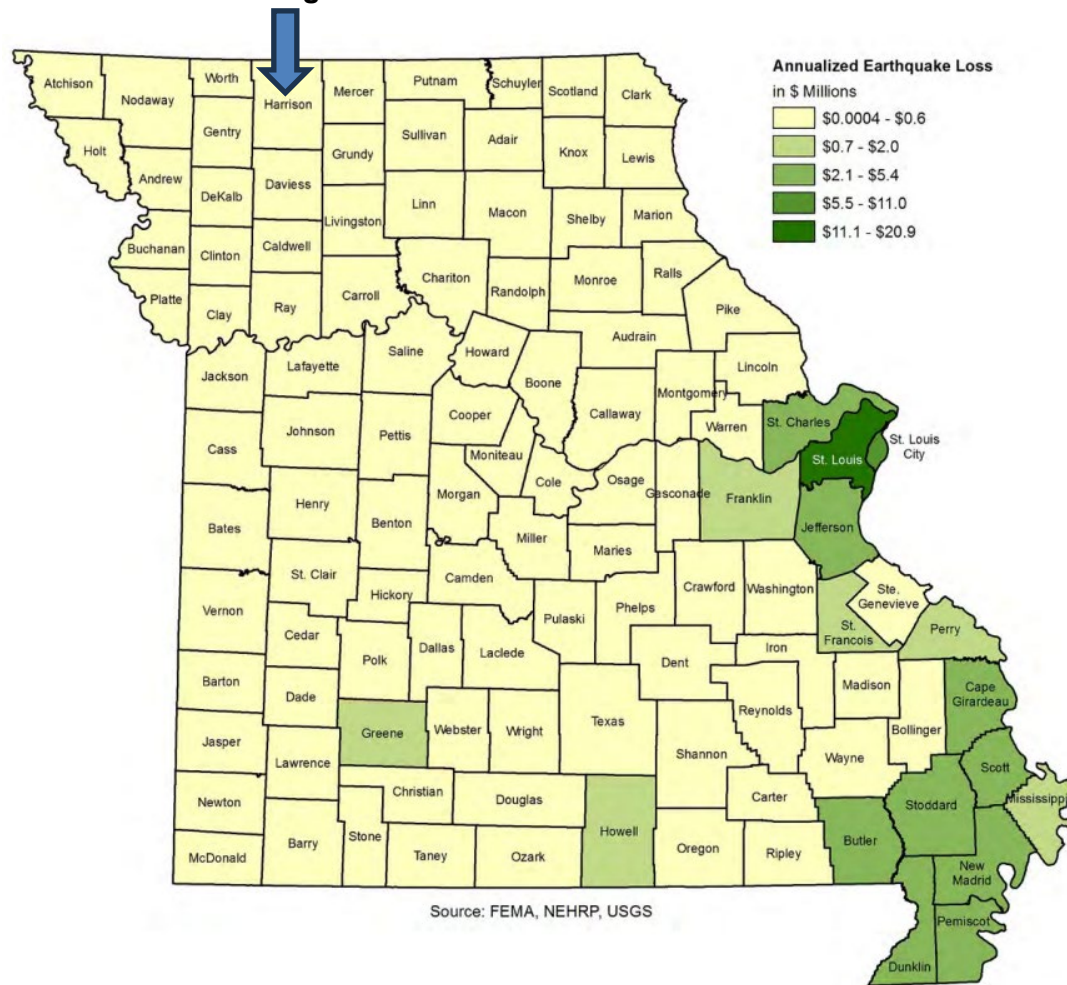 Annualized Earthquake Loss
in $ Millions
$0.0004 - $0.6
$0.7 - $2.0
$2.1 - $5.4
$5.5 - $11.0
$11.1 - $20.9
Atchison
Nodaway
Worth
Harrison
Mercer
Putnam
Schuyler
Scotland
Clark
Gentry
Sullivan
Adair
Knox
Lewis
Holt
Andrew
DeKalb
Daviess
Grundy
Livingston
Linn
Macon
Shelby
Marion
Buchanan
Clinton
Caldwell
Chariton
Randolph
Monroe
Ralls
Pike
Platte
Clay
Ray
Carroll
Audrain
Jackson
Lafayette
Saline
Howard
Boone
Callaway
Montgomery
Lincoln
Warren
St. Charles
St. Louis
St. Louis
City
Cass
Johnson
Pettis
Cooper
Moniteau
Cole
Osage
Gasconade
Franklin
Jefferson
Bates
Henry
Benton
Morgan
Miller
Maries
St. Clair
Hickory
Camden
Pulaski
Phelps
Crawford
Washington
Ste.
Genevieve
St.
Francois
Perry
Vernon
Cedar
Polk
Dallas
Laclede
Dent
Iron
Madison
Cape
Girardeau
Barton
Dade
Greene
Webster
Wright
Texas
Reynolds
Bollinger
Jasper
Lawrence
Shannon
Wayne
Scott
Mississippi
Newton
Christian
Douglas
Howell
Carter
Butler
Stoddard
McDonald
Barry
Stone
Taney
Ozark
Oregon
Ripley
New
Madrid
Pemiscot
Dunklin
Source: FEMA, NEHRP, USGS